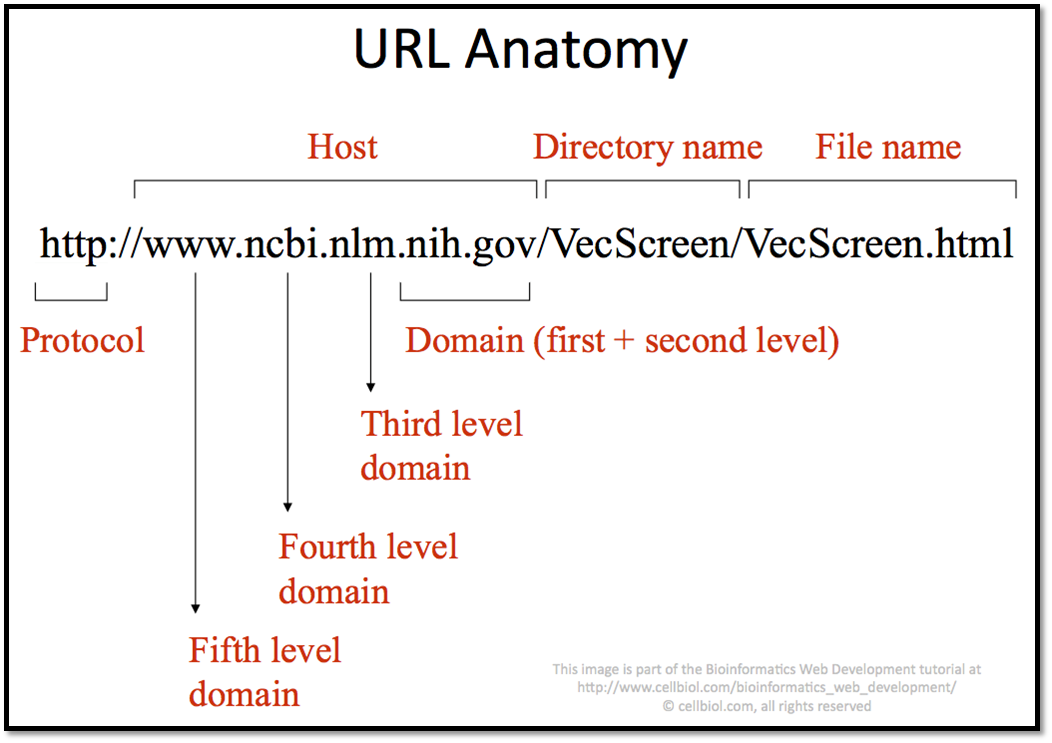 URL Anatomy
Host Directory name File name
http://www.ncbi.nlm.nih.gov/VecScreen/VecScreen.html
Protocol Domain (first + second level)
Third level
domain
Fourth level
domain
Fifth level
domain
This image is part of the Bioinformatics Web Development tutorial at
http://www.cellbiol.com/bioinformatics_web_development/
© cellbiol.com, all rights reserved